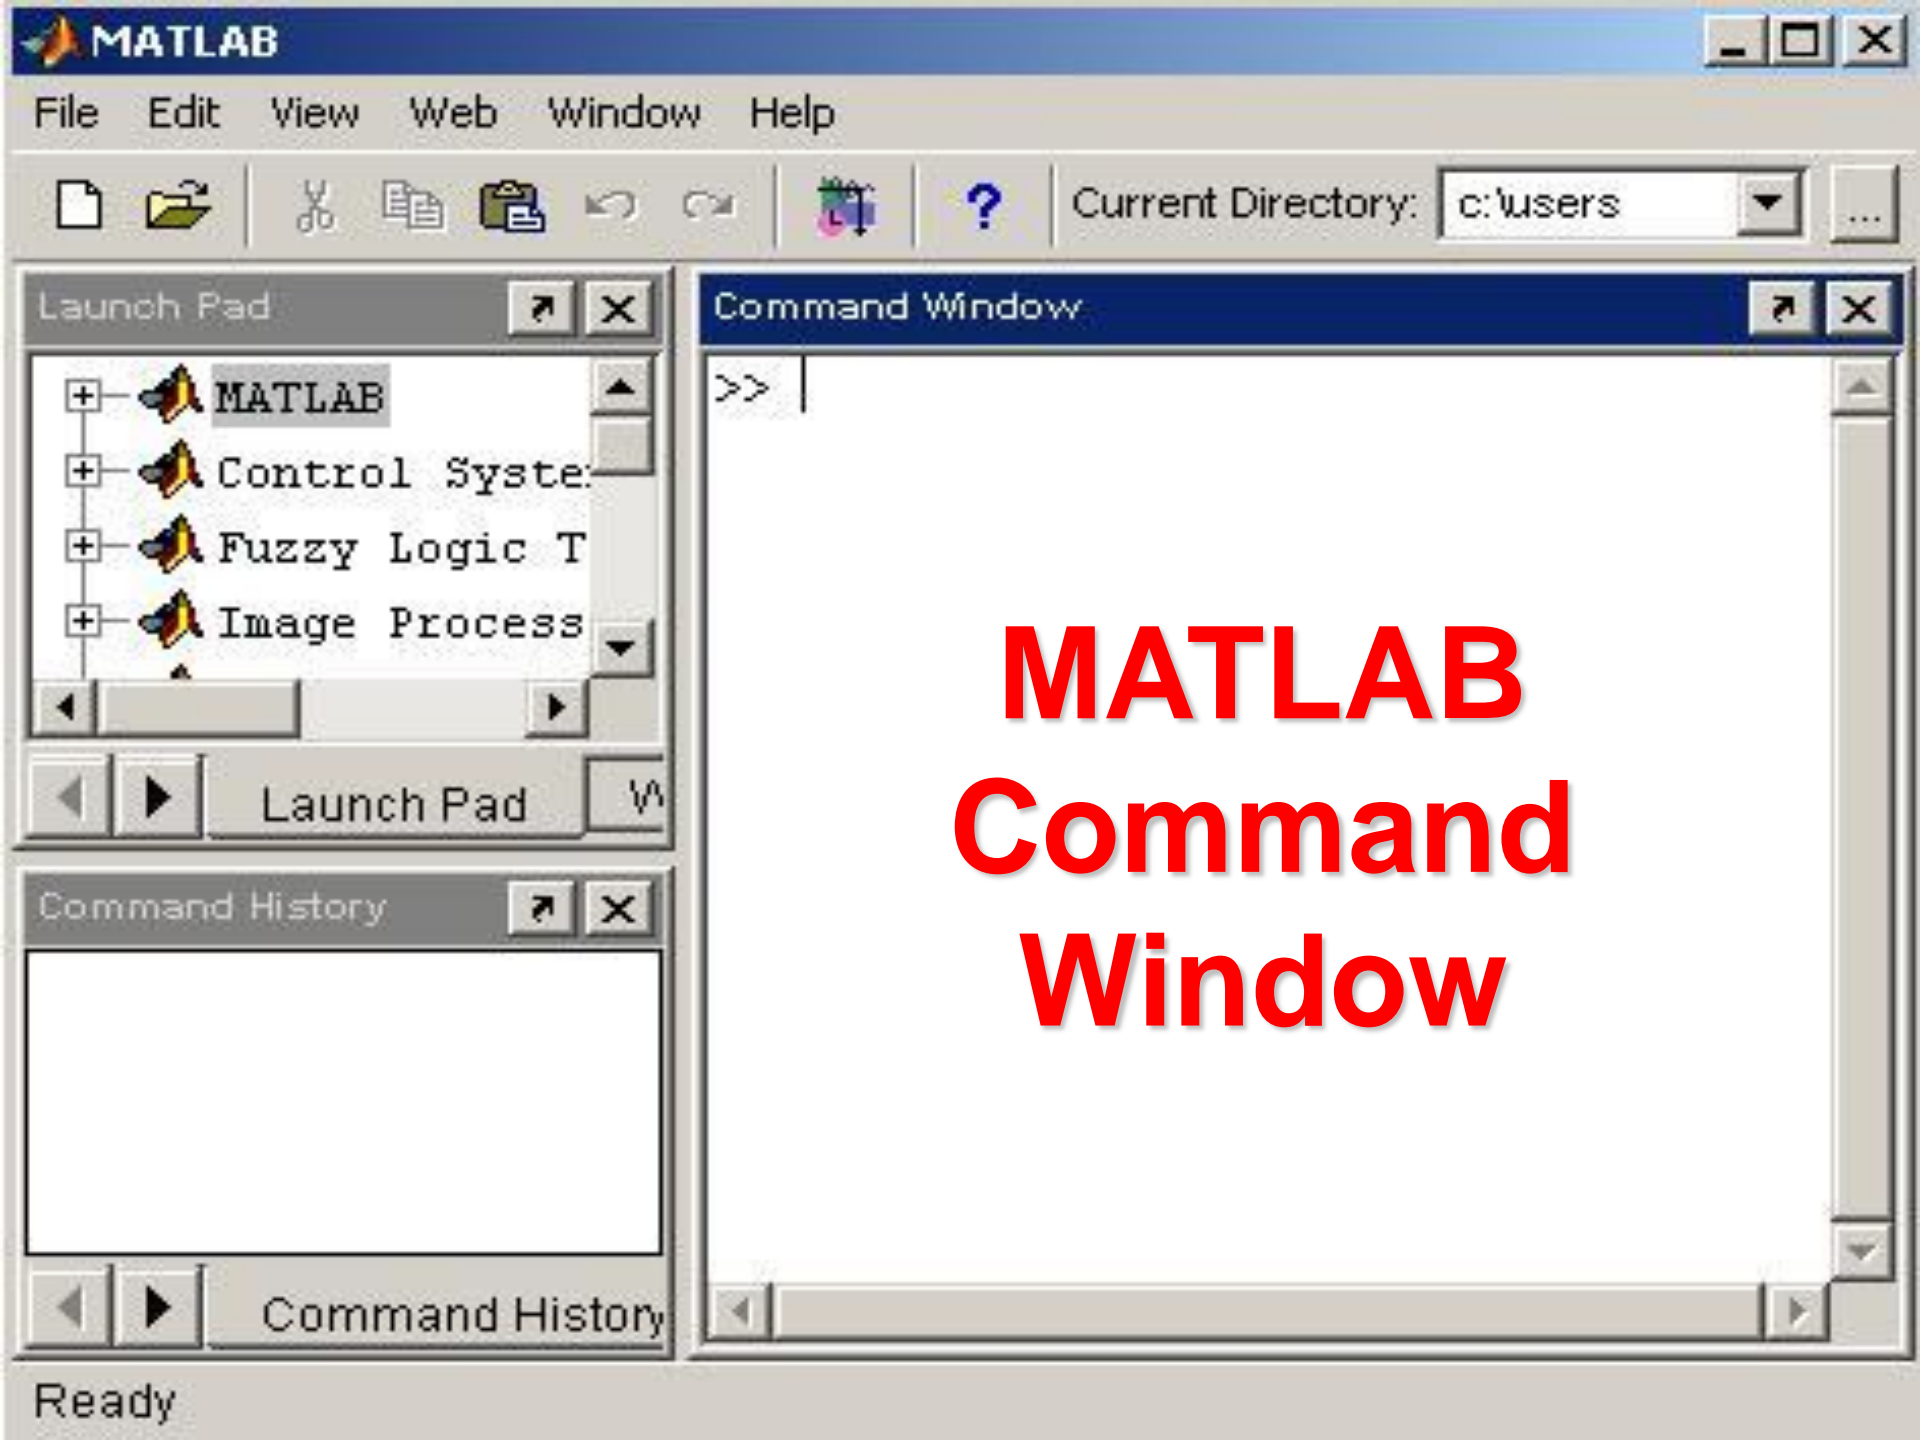 MATLAB
File Edit View Web Window Help
? Current Directory: c:\users ...
Launch Pad
MATLAB
Control Syste
Fuzzy Logic T
Image Process
Launch Pad
Command History
Command History
Command Window
>>
MATLAB
Command
Window
Ready